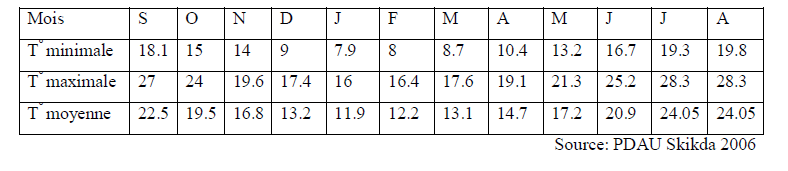 Mois S O N D J F M A M J J A
T° minimale 18.1 15 14 9 7.9 8 8.7 10.4 13.2 16.7 19.3 19.8
T° maximale 27 24 19.6 17.4 16 16.4 17.6 19.1 21.3 25.2 28.3 28.3
T° moyenne 22.5 19.5 16.8 13.2 11.9 12.2 13.1 14.7 17.2 20.9 24.05 24.05
Source: PDAU Skikda 2006